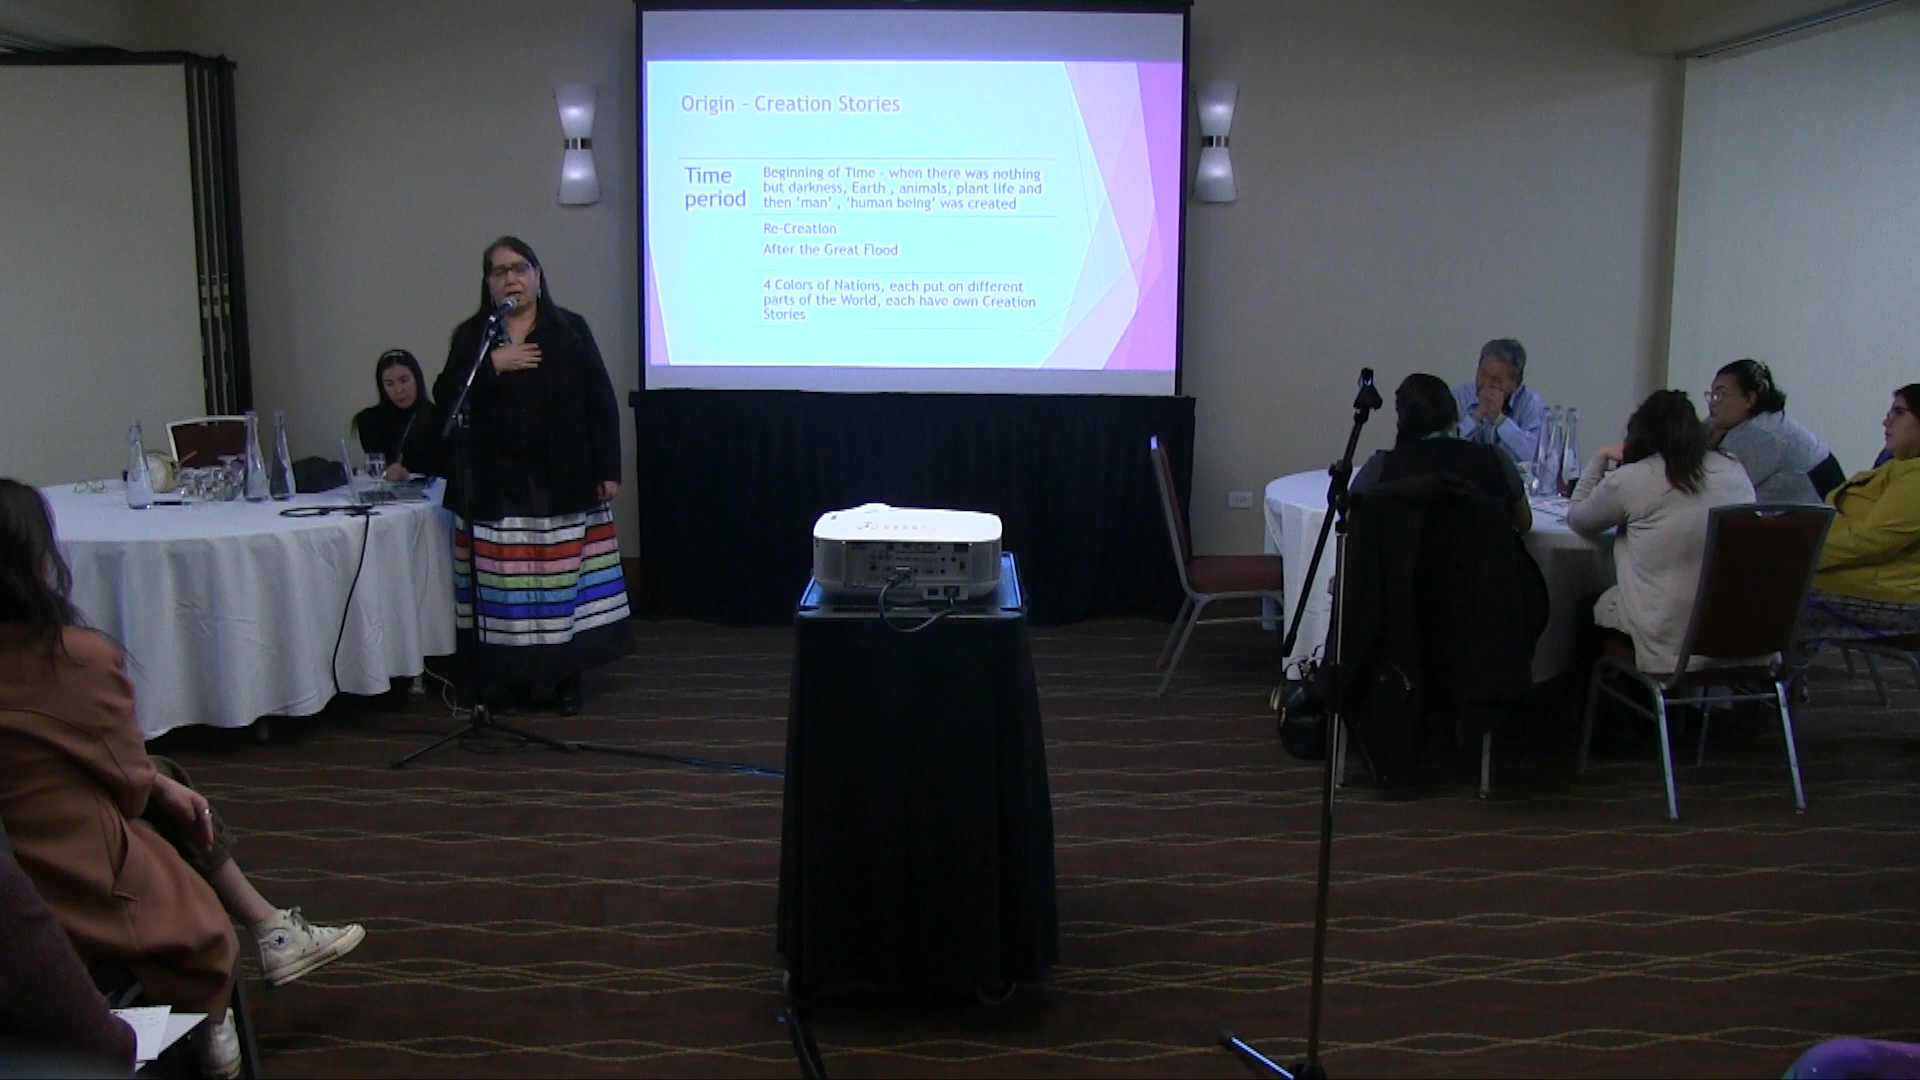 Origin - Creation Stories
Time
period
Beginning of Time - when there was nothing
but darkness, Earth , animals, plant life and
then ‘man’ , ‘human being’ was created
Re-Creation
After the Great Flood
4 Colors of Nations, each put on different
parts of the World, each have own Creation
Stories